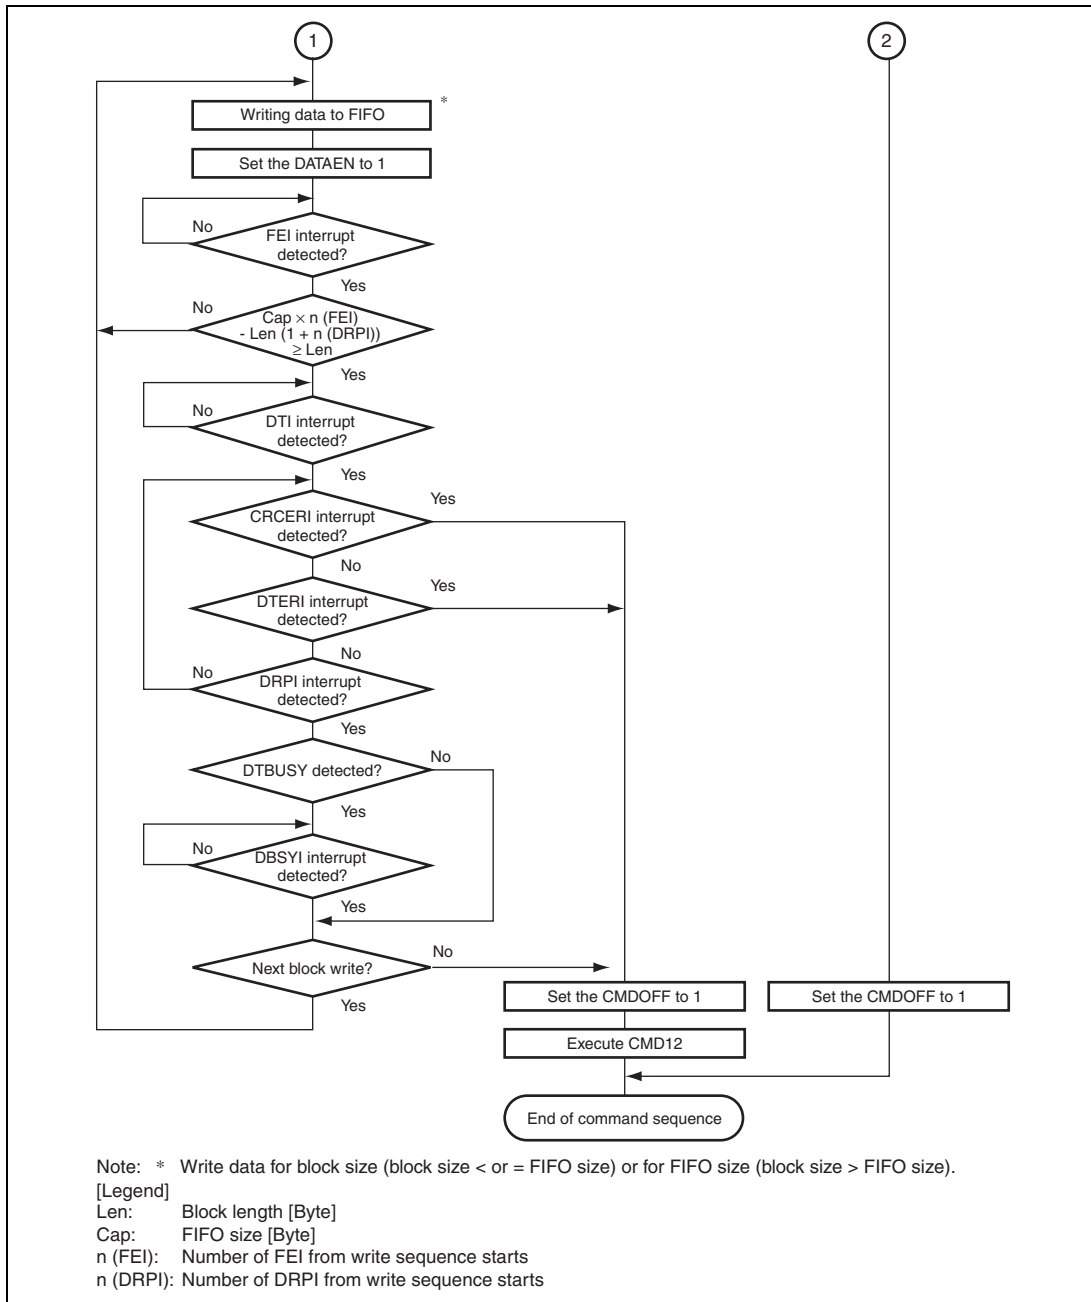 1
2
Writing data to FIFO
*
Set the DATAEN to 1
No
FEI interrupt
detected?
Yes
No
Cap × n (FEI)
- Len (1 + n (DRPI))
≥ Len
Yes
No
DTI interrupt
detected?
Yes
Yes
CRCERI interrupt
detected?
No
Yes
DTERI interrupt
detected?
No
No
DRPI interrupt
detected?
Yes
No
DTBUSY detected?
Yes
No
DBSYI interrupt
detected?
Yes
No
Next block write?
Yes
Set the CMDOFF to 1
Set the CMDOFF to 1
Execute CMD12
End of command sequence
Note: * Write data for block size (block size < or = FIFO size) or for FIFO size (block size > FIFO size).
[Legend]
Len: Block length [Byte]
Cap: FIFO size [Byte]
n (FEI): Number of FEI from write sequence starts
n (DRPI): Number of DRPI from write sequence starts